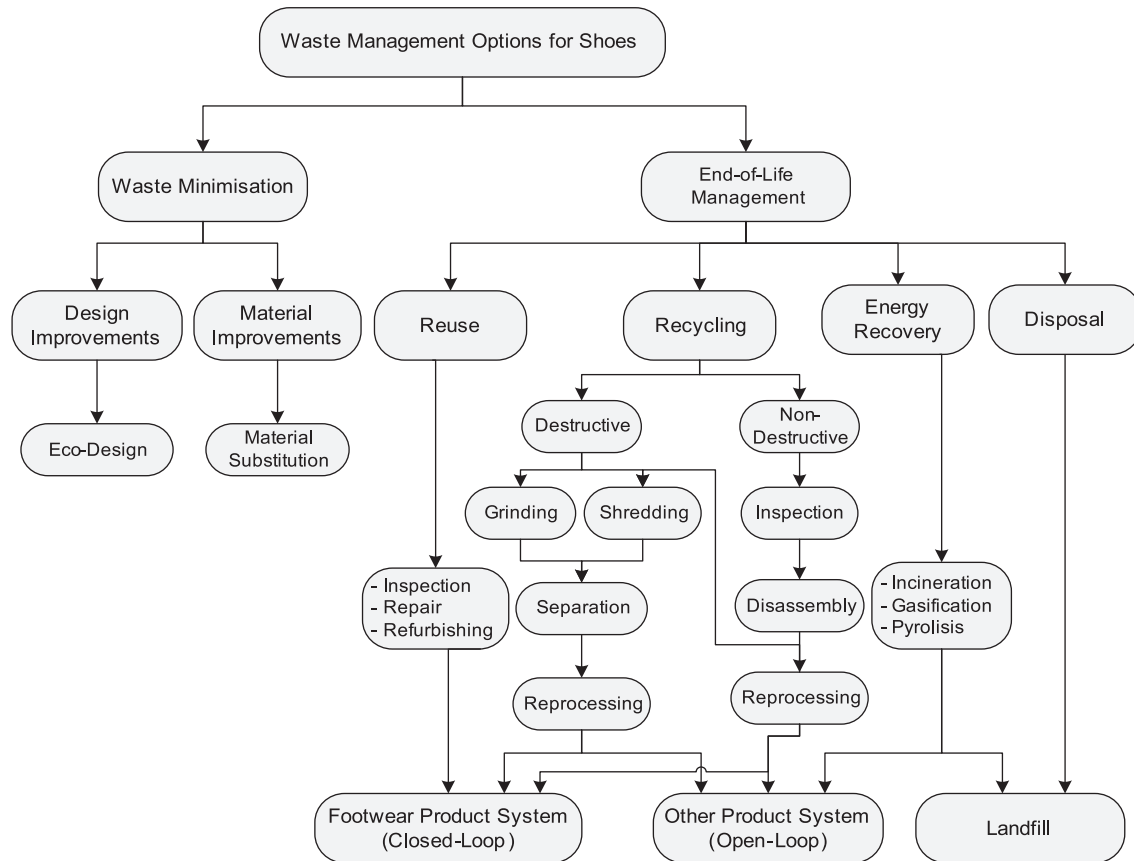 Waste Management Options for Shoes
Waste Minimisation
End-of-Life
Management
Design
Improvements
Material
Improvements
Reuse
Recycling
Energy
Recovery
Disposal
Eco-Design
Material
Substitution
Destructive
Non-
Destructive
Grinding
Shredding
Inspection
- Inspection
- Repair
- Refurbishing
Separation
Disassembly
- Incineration
- Gasification
- Pyrolisis
Reprocessing
Reprocessing
Footwear Product System
(Closed-Loop )
Other Product System
(Open-Loop )
Landfill